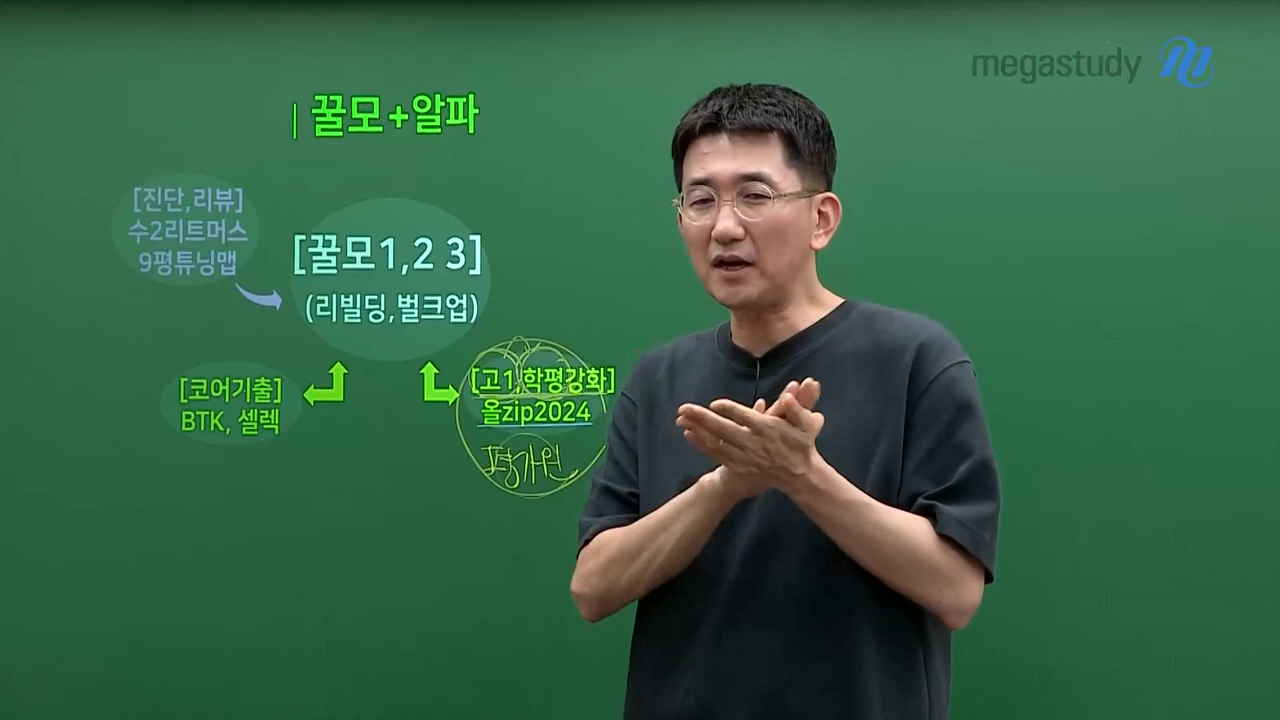 megastudy
꿀모+알파
[진단,리뷰]
수2리트머스
9평튜닝맵
[꿀모1,2 3]
(리빌딩,벌크업)
[코어기출]
BTK, 셀렉
[고1,학평강화]
올zip2024
평가원